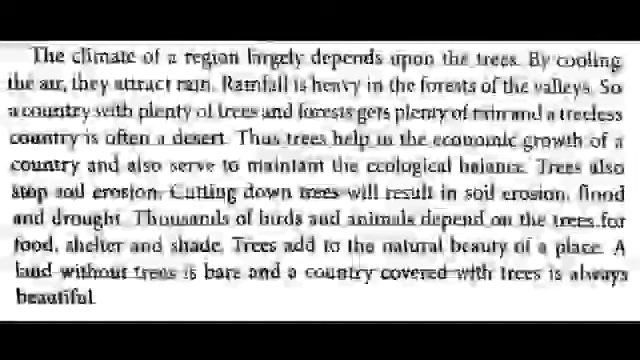 The climate of a region largely depends upon the trees. By cooling
the air, they attract rain. Rainfall is heavy in the forests of the valleys. So
a country with plenty of trees and forests gets plenty of rain and a treeless
country is often a desert. Thus trees help in the economic growth of a
country and also serve to maintant the ecological balance. Trees also
stop soil erosion. Cutting down trees will result in soil erosion, flood
and drought. Thousands of birds and animals depend on the trees for
food, shelter and shade. Trees add to the natural beauty of a place. A
land without trees is bare and a country covered with trees is always
beautiful.